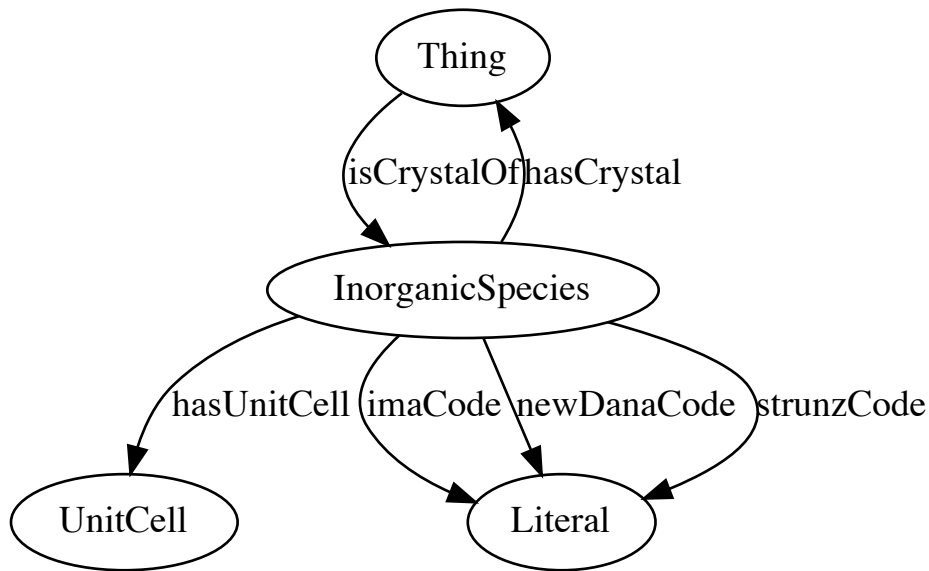 Thing
isCrystalOf hasCrystal
InorganicSpecies
hasUnitCell imaCode newDanaCode strunzCode
UnitCell Literal